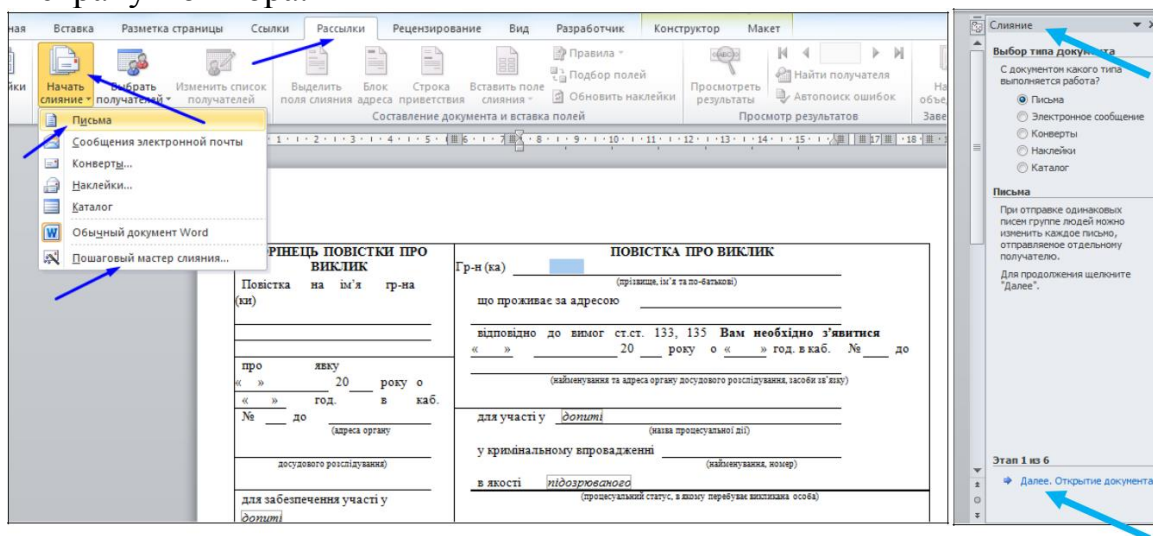 Вставка Разметка страницы Ссылки Рассылки Рецензирование Вид Разработчик Конструктор Макет
Начать слияние
Выбрать получателей
Изменить список получателей
Выделить поля слияния
Блок адреса
Строка приветствия
Вставить поле слияния
Правила
Подбор полей
Обновить наклейки
Просмотреть результаты
Найти получателя
Автопоиск ошибок
Составление документа и вставка полей
Просмотр результатов
Письма
Сообщения электронной почты
Конверты...
Наклейки...
Каталог
Обычный документ Word
Пошаговый мастер слияния...
ПОВІСТКИ ПРО
ВИКЛИК
Повістка на ім'я гр-на
(ки)
про явку
« » 20 року о
« » год. в каб.
№ до
(адреса органу
досудового розслідування)
для забезпечення участі у
допиті
ПОВІСТКА ПРО ВИКЛИК
Гр-н (ка)
(прізвище, ім'я та по-батькові)
що проживає за адресою
відповідно до вимог ст.ст. 133, 135 Вам необхідно з'явитися
« » 20 року о « » год. в каб. № до
(найменування та адреса органу досудового розслідування, засоби зв'язку)
для участі у допиті
(назва процесуальної дії)
у кримінальному впровадженні
(найменування, номер)
в якості підозрюваного
(процесуальний статус, в якому перебуває викликана особа)
Слияние
Выбор типа документа
С документом какого типа
выполняется работа?
Письма
Электронное сообщение
Конверты
Наклейки
Каталог
Письма
При отправке одинаковых
писем группе людей можно
изменить каждое письмо,
отправляемое отдельному
получателю.
Для продолжения щелкните
"Далее".
Этап 1 из 6
Далее. Открытие документа